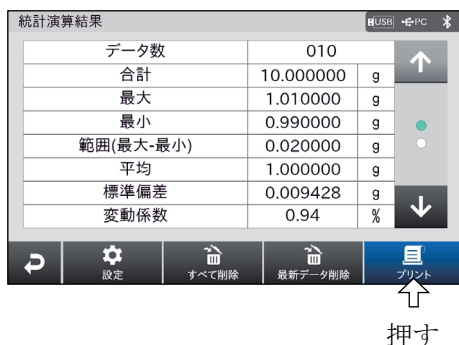 統計演算結果 USB PC
データ数 010
合計 10.000000 g
最大 1.010000 g
最小 0.990000 g
範囲(最大-最小) 0.020000 g
平均 1.000000 g
標準偏差 0.009428 g
変動係数 0.94 %
設定 すべて削除 最新データ削除 プリント
押す